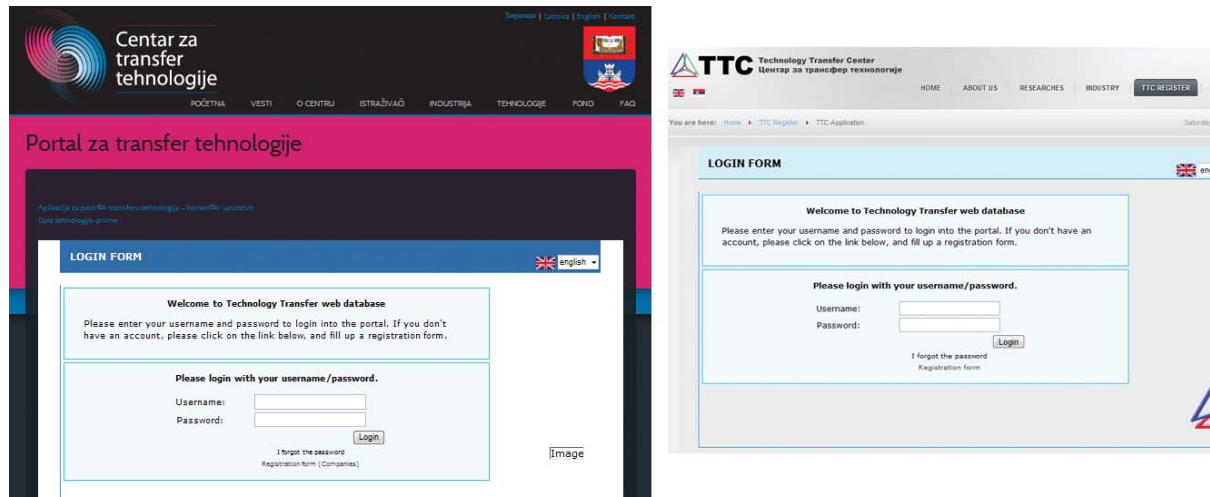 Ћирилица | Latinica | English | Kontakt
Centar za
transfer
tehnologije
POČETNA VESTI O CENTRU ISTRAŽIVAČI INDUSTRIJA TEHNOLOGIJE FOND FAQ
Portal za transfer tehnologije
Opis tehnologije-primer
LOGIN FORM
english
Welcome to Technology Transfer web database
Please enter your username and password to login into the portal. If you don't
have an account, please click on the link below, and fill up a registration form.
Please login with your username/password.
Username:
Password:
Login
I forgot the password
Registration form (Companies)
Image
TTC Technology Transfer Center
Центар за трансфер технологије
HOME ABOUT US RESEARCHES INDUSTRY TTC REGISTER
You are here: Home TTC Register TTC Application
Saturday
LOGIN FORM
Welcome to Technology Transfer web database
Please enter your username and password to login into the portal. If you don't have an
account, please click on the link below, and fill up a registration form.
Please login with your username/password.
Username:
Password:
Login
I forgot the password
Registration form